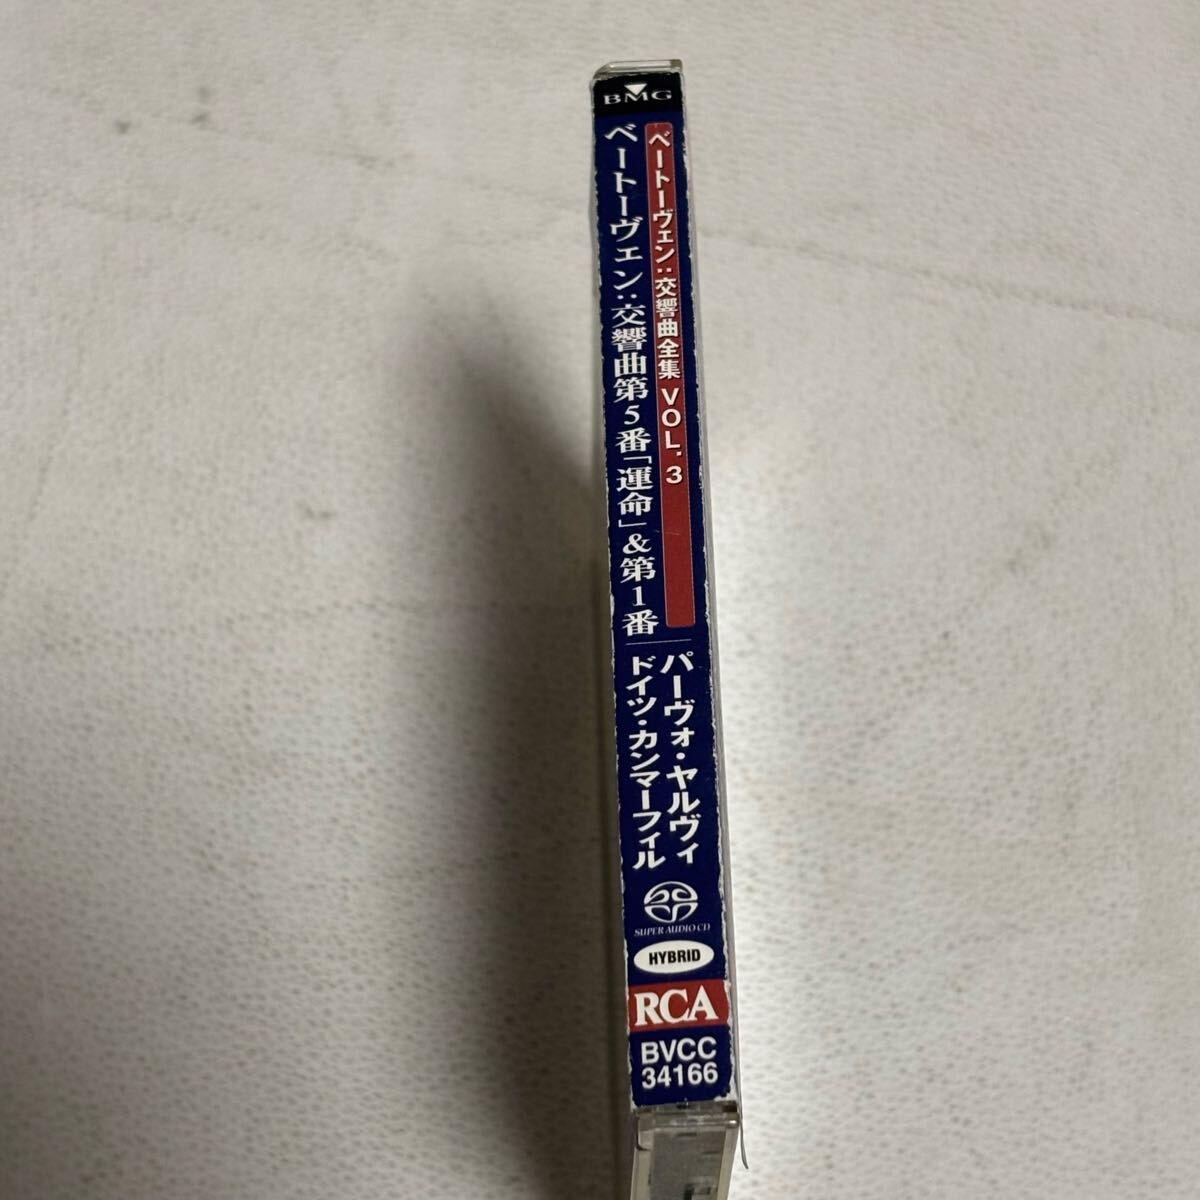 BMG
ベートーヴェン:交響曲全集 VOL.3
ベートーヴェン:交響曲第5番「運命」&第1番
パーヴォ・ヤルヴィ
ドイツ・カンマーフィル
SUPER AUDIO CD
HYBRID
RCA
BVCC
34166